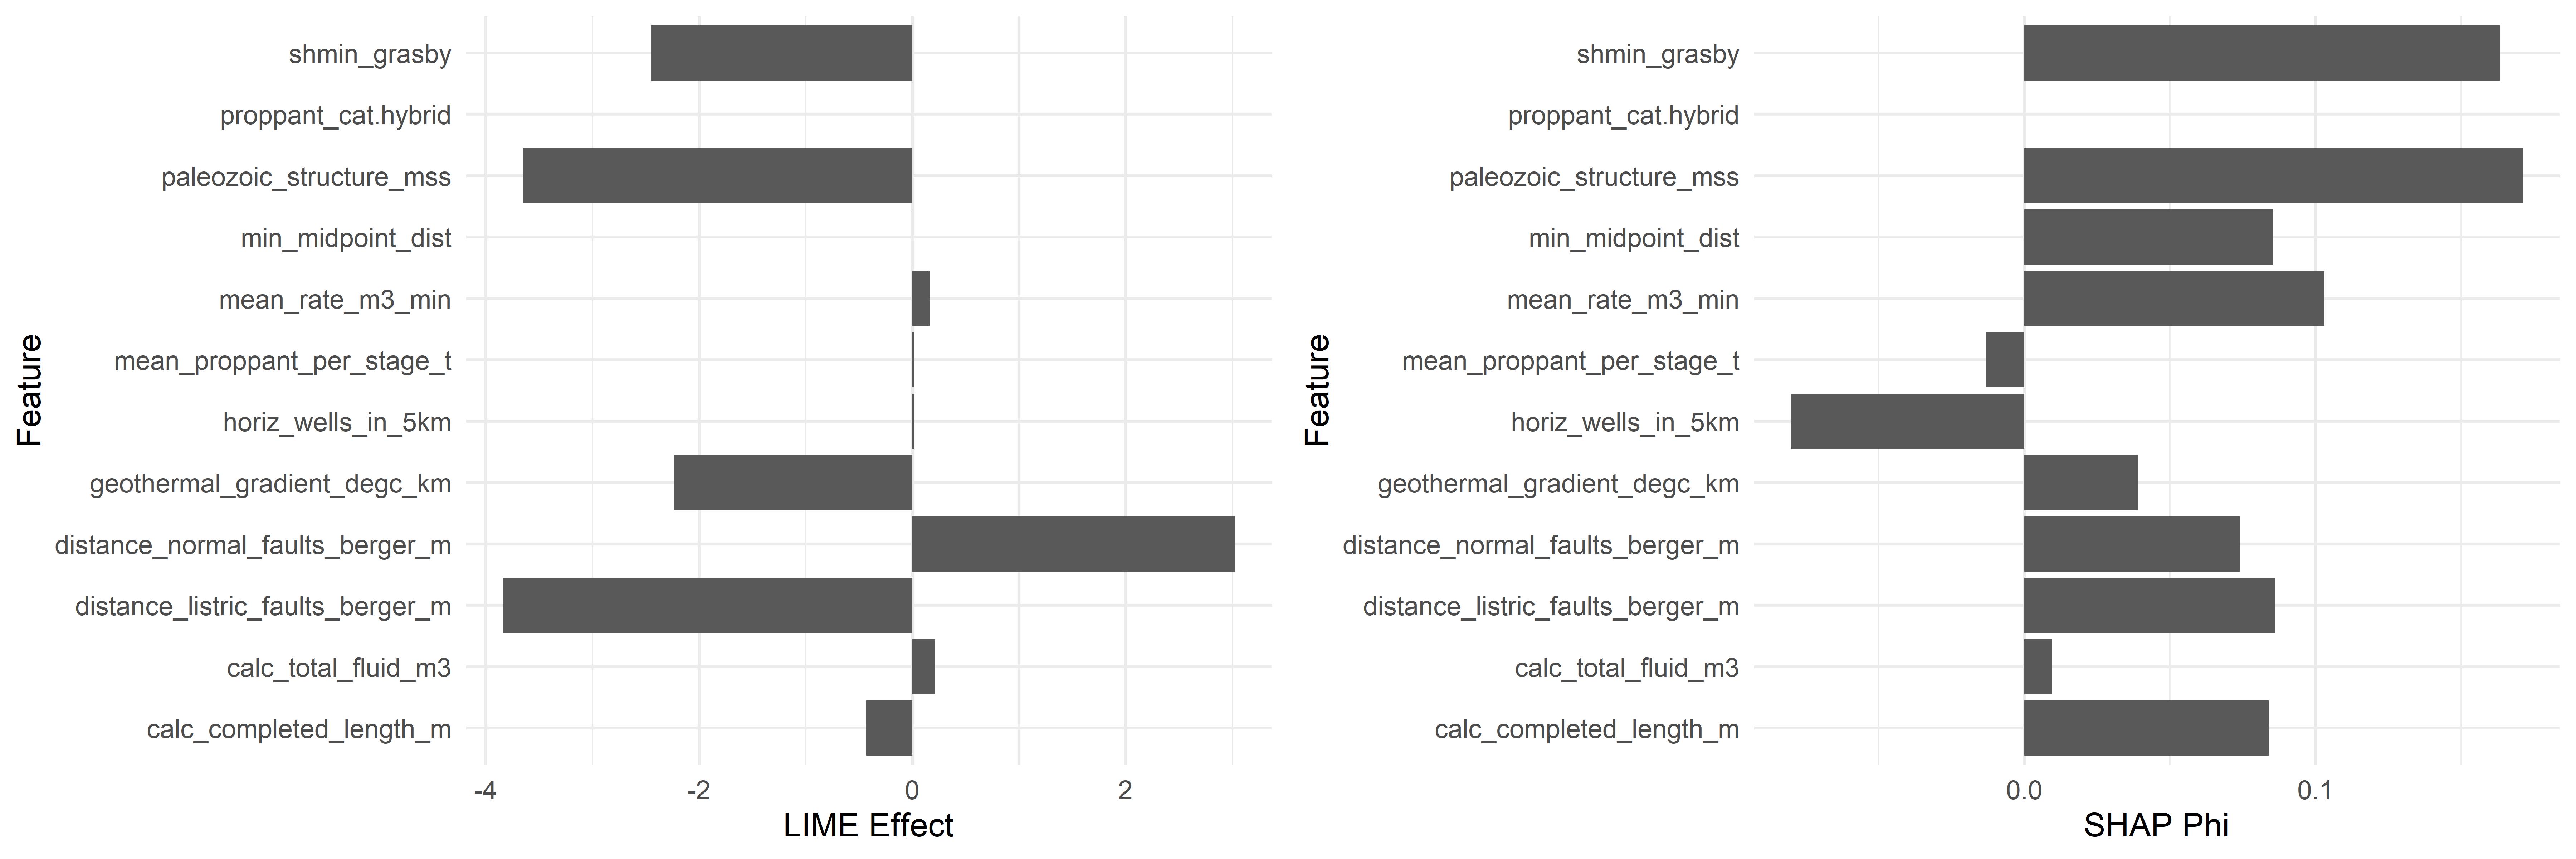 Feature
shmin_grasby
proppant_cat.hybrid
paleozoic_structure_mss
min_midpoint_dist
mean_rate_m3_min
mean_proppant_per_stage_t
horiz_wells_in_5km
geothermal_gradient_degc_km
distance_normal_faults_berger_m
distance_listric_faults_berger_m
calc_total_fluid_m3
calc_completed_length_m
-4 -2 0 2
LIME Effect
Feature
shmin_grasby
proppant_cat.hybrid
paleozoic_structure_mss
min_midpoint_dist
mean_rate_m3_min
mean_proppant_per_stage_t
horiz_wells_in_5km
geothermal_gradient_degc_km
distance_normal_faults_berger_m
distance_listric_faults_berger_m
calc_total_fluid_m3
calc_completed_length_m
0.0 0.1
SHAP Phi